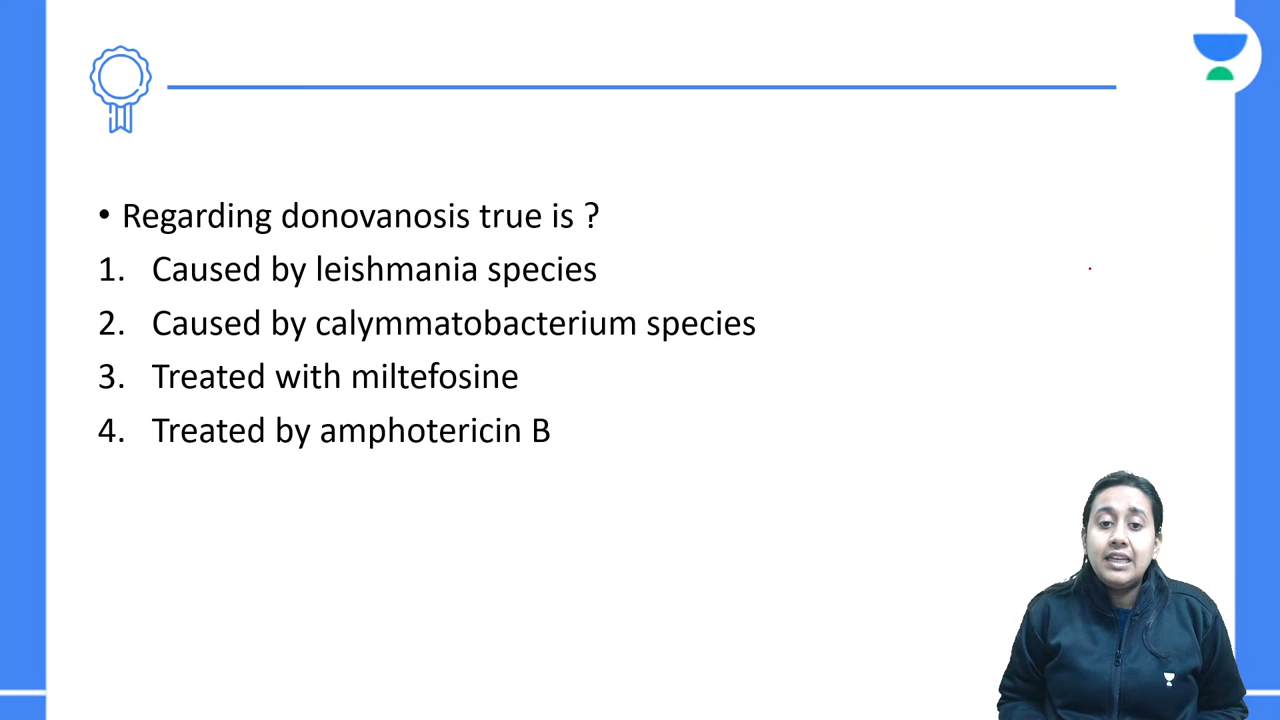 • Regarding donovanosis true is ?
1. Caused by leishmania species
2. Caused by calymmatobacterium species
3. Treated with miltefosine
4. Treated by amphotericin B